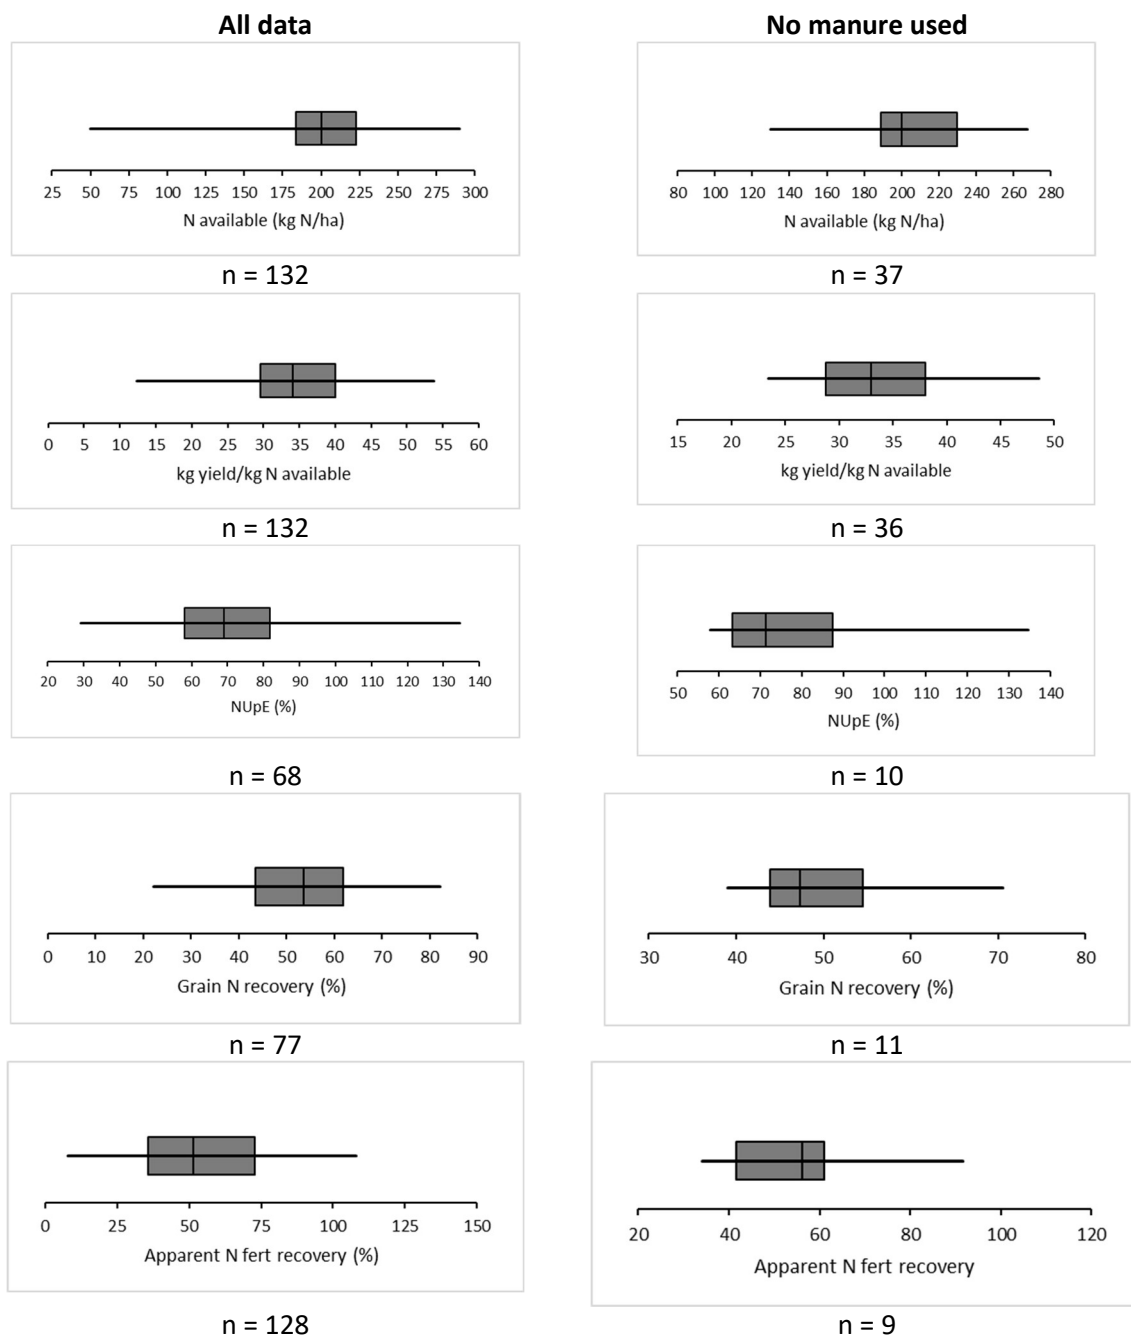 All data
No manure used
25 50 75 100 125 150 175 200 225 250 275 300
N available (kg N/ha)
80 100 120 140 160 180 200 220 240 260 280
N available (kg N/ha)
n = 132
n = 37
0 5 10 15 20 25 30 35 40 45 50 55 60
kg yield/kg N available
15 20 25 30 35 40 45 50
kg yield/kg N available
n = 132
n = 36
20 30 40 50 60 70 80 90 100 110 120 130 140
NUpE (%)
50 60 70 80 90 100 110 120 130 140
NUpE (%)
n = 68
n = 10
0 10 20 30 40 50 60 70 80 90
Grain N recovery (%)
30 40 50 60 70 80
Grain N recovery (%)
n = 77
n = 11
0 25 50 75 100 125 150
Apparent N fert recovery (%)
20 40 60 80 100 120
Apparent N fert recovery
n = 128
n = 9